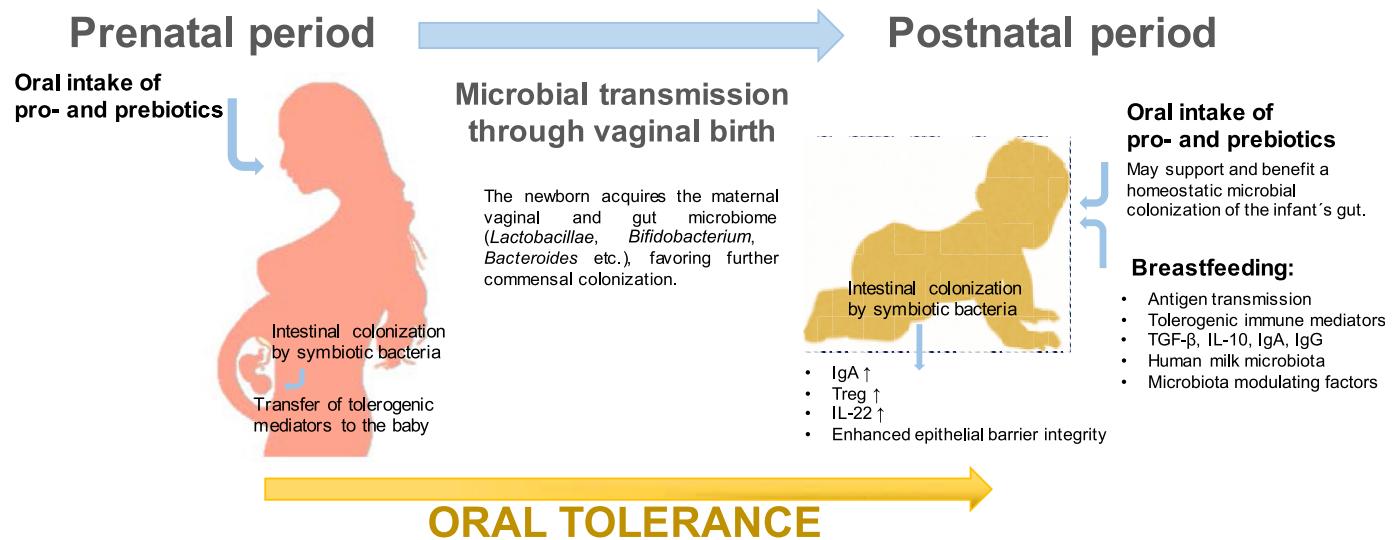 Prenatal period
Postnatal period
Oral intake of
pro- and prebiotics
Microbial transmission
through vaginal birth
The newborn acquires the maternal
vaginal and gut microbiome
(Lactobacillae, Bifidobacterium,
Bacteroides etc.), favoring further
commensal colonization.
Intestinal colonization
by symbiotic bacteria
Transfer of tolerogenic
mediators to the baby
Intestinal colonization
by symbiotic bacteria
• IgA ↑
• Treg ↑
• IL-22 ↑
• Enhanced epithelial barrier integrity
Oral intake of
pro- and prebiotics
May support and benefit a
homeostatic microbial
colonization of the infant´s gut.
Breastfeeding:
• Antigen transmission
• Tolerogenic immune mediators
• TGF-β, IL-10, IgA, IgG
• Human milk microbiota
• Microbiota modulating factors
ORAL TOLERANCE